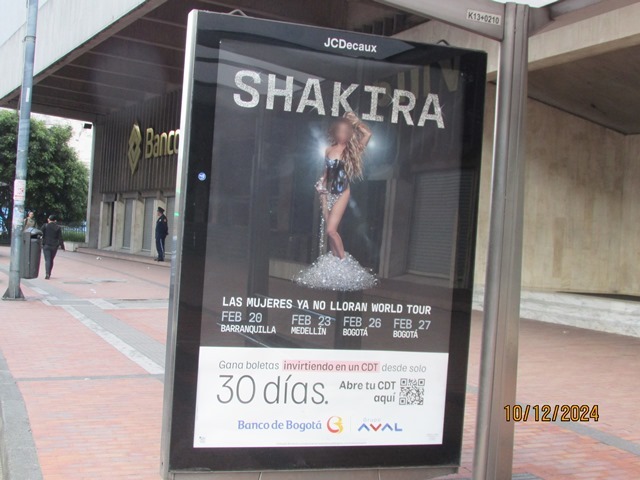 K13+0210
JCDecaux
SHAKIRA
Banco
LAS MUJERES YA NO LLORAN WORLD TOUR
FEB 20 FEB 23 FEB 26 FEB 27
BARRANQUILLA MEDELLÍN BOGOTÁ BOGOTÁ
Gana boletas invirtiendo en un CDT desde solo
30 días. Abre tu CDT
aquí
Banco de Bogotá
AVAL
10/12/2024